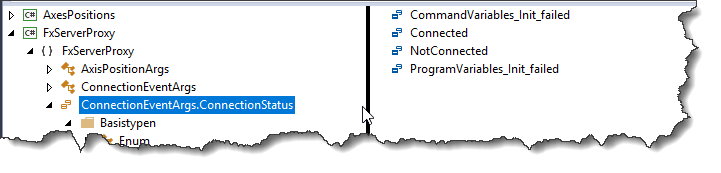 AxesPositions
FxServerProxy
{ } FxServerProxy
AxisPositionArgs
ConnectionEventArgs
ConnectionEventArgs.ConnectionStatus
Basistypen
Enum
CommandVariables_Init_failed
Connected
NotConnected
ProgramVariables_Init_failed